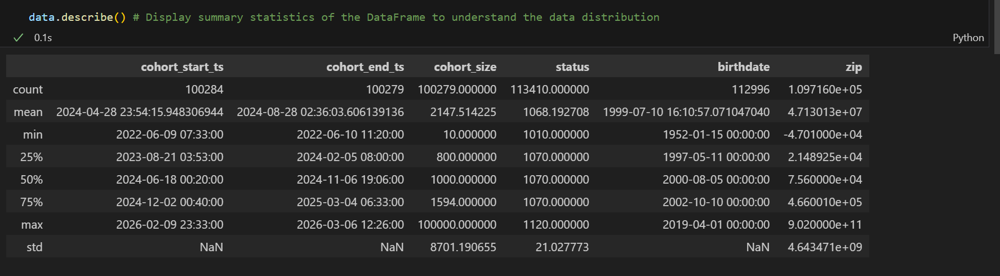 data.describe() # Display summary statistics of the DataFrame to understand the data distribution
0.1s Python
cohort_start_ts cohort_end_ts cohort_size status birthdate zip
count 100284 100279 100279.000000 113410.000000 112996 1.097160e+05
mean 2024-04-28 23:54:15.948306944 2024-08-28 02:36:03.606139136 2147.514225 1068.192708 1999-07-10 16:10:57.071047040 4.713013e+07
min 2022-06-09 07:33:00 2022-06-10 11:20:00 10.000000 1010.000000 1952-01-15 00:00:00 -4.701000e+04
25% 2023-08-21 03:53:00 2024-02-05 08:00:00 800.000000 1070.000000 1997-05-11 00:00:00 2.148925e+04
50% 2024-06-18 00:20:00 2024-11-06 19:06:00 1000.000000 1070.000000 2000-08-05 00:00:00 7.560000e+04
75% 2024-12-02 00:40:00 2025-03-04 06:33:00 1594.000000 1070.000000 2002-10-10 00:00:00 4.660010e+05
max 2026-02-09 23:33:00 2026-03-06 12:26:00 100000.000000 1120.000000 2019-04-01 00:00:00 9.020000e+11
std NaN NaN 8701.190655 21.027773 NaN 4.643471e+09